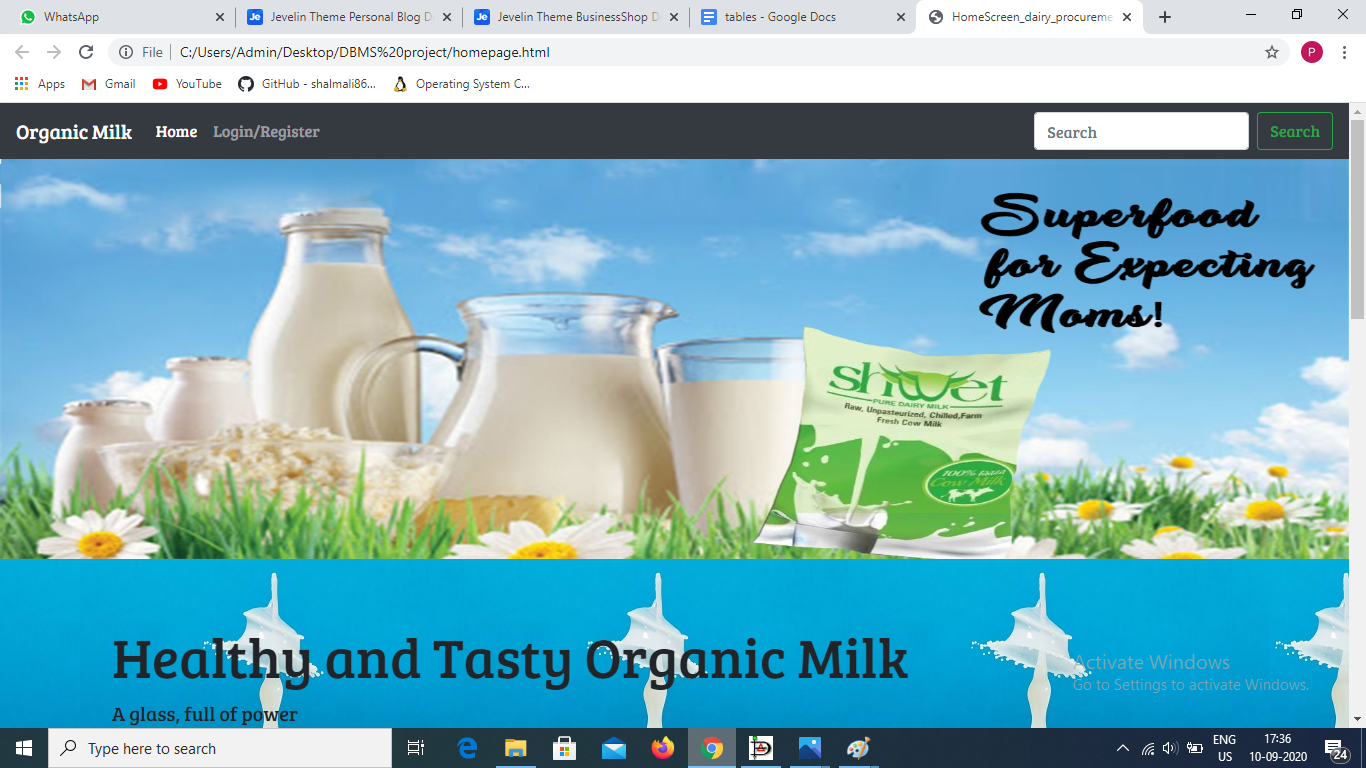 WhatsApp
Jevelin Theme Personal Blog D
Jevelin Theme BusinessShop D
tables - Google Docs
HomeScreen_dairy_procureme
File
C:/Users/Admin/Desktop/DBMS%20project/homepage.html
P
Apps
Gmail
YouTube
GitHub - shalmali86...
Operating System C...
Organic Milk
Home
Login/Register
Search
Search
Superfood
for Expecting
Moms!
shwet
PURE DAIRY MILK
Raw, Unpasteurized, Chilled,Farm
Fresh Cow Milk
100%
Cow Milk
Healthy and Tasty Organic Milk
A glass, full of power
Activate Windows
Go to Settings to activate Windows.
Type here to search
ENG
US
17:36
10-09-2020
24